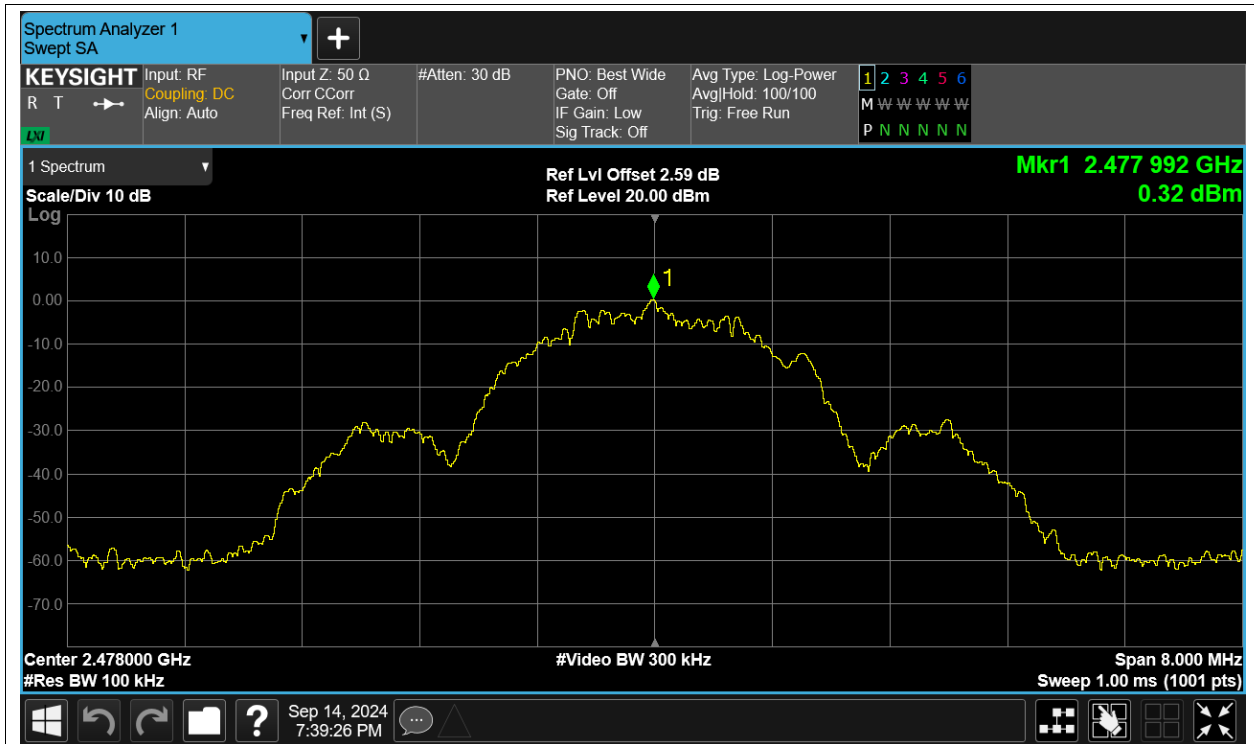 Spectrum Analyzer 1
Swept SA
KEYSIGHT
R T
LXI
Input: RF
Coupling: DC
Align: Auto
Input Z: 50 Ω
Corr CCorr
Freq Ref: Int (S)
#Atten: 30 dB
PNO: Best Wide
Gate: Off
IF Gain: Low
Sig Track: Off
Avg Type: Log-Power
Avg|Hold: 100/100
Trig: Free Run
1 2 3 4 5 6
M W W W W W
P N N N N N
1 Spectrum
Scale/Div 10 dB
Ref Lvl Offset 2.59 dB
Ref Level 20.00 dBm
Mkr1 2.477 992 GHz
0.32 dBm
Log
10.0
0.00
-10.0
-20.0
-30.0
-40.0
-50.0
-60.0
-70.0
1
Center 2.478000 GHz
#Res BW 100 kHz
#Video BW 300 kHz
Span 8.000 MHz
Sweep 1.00 ms (1001 pts)
?
Sep 14, 2024
7:39:26 PM